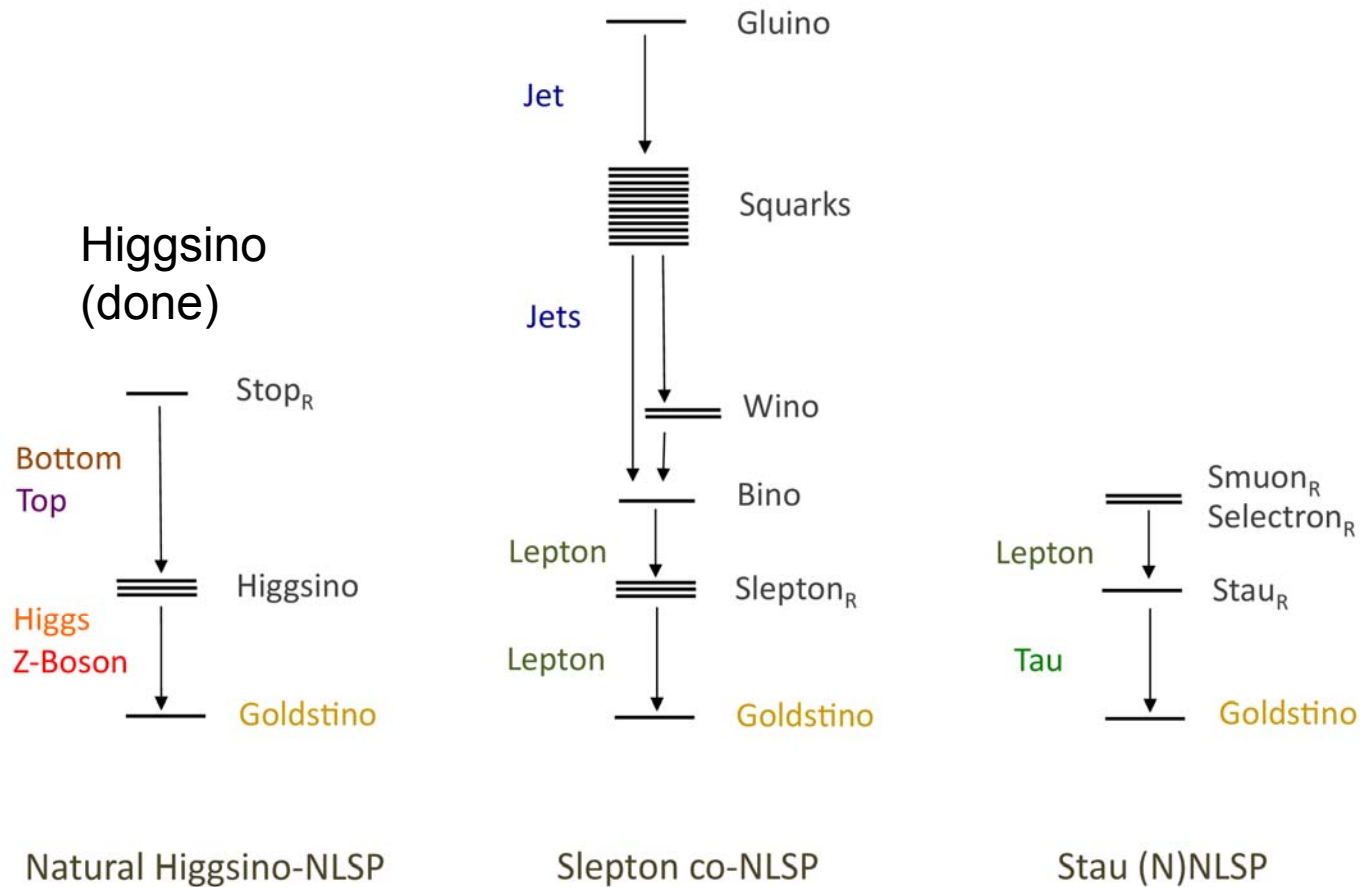 Higgsino
(done)
Stop_R
Bottom
Top
Higgsino
Higgs
Z-Boson
Goldstino
Natural Higgsino-NLSP
Gluino
Jet
Squarks
Jets
Wino
Bino
Lepton
Slepton_R
Lepton
Goldstino
Slepton co-NLSP
Smuon_R
Selectron_R
Lepton
Stau_R
Tau
Goldstino
Stau (N)NLSP